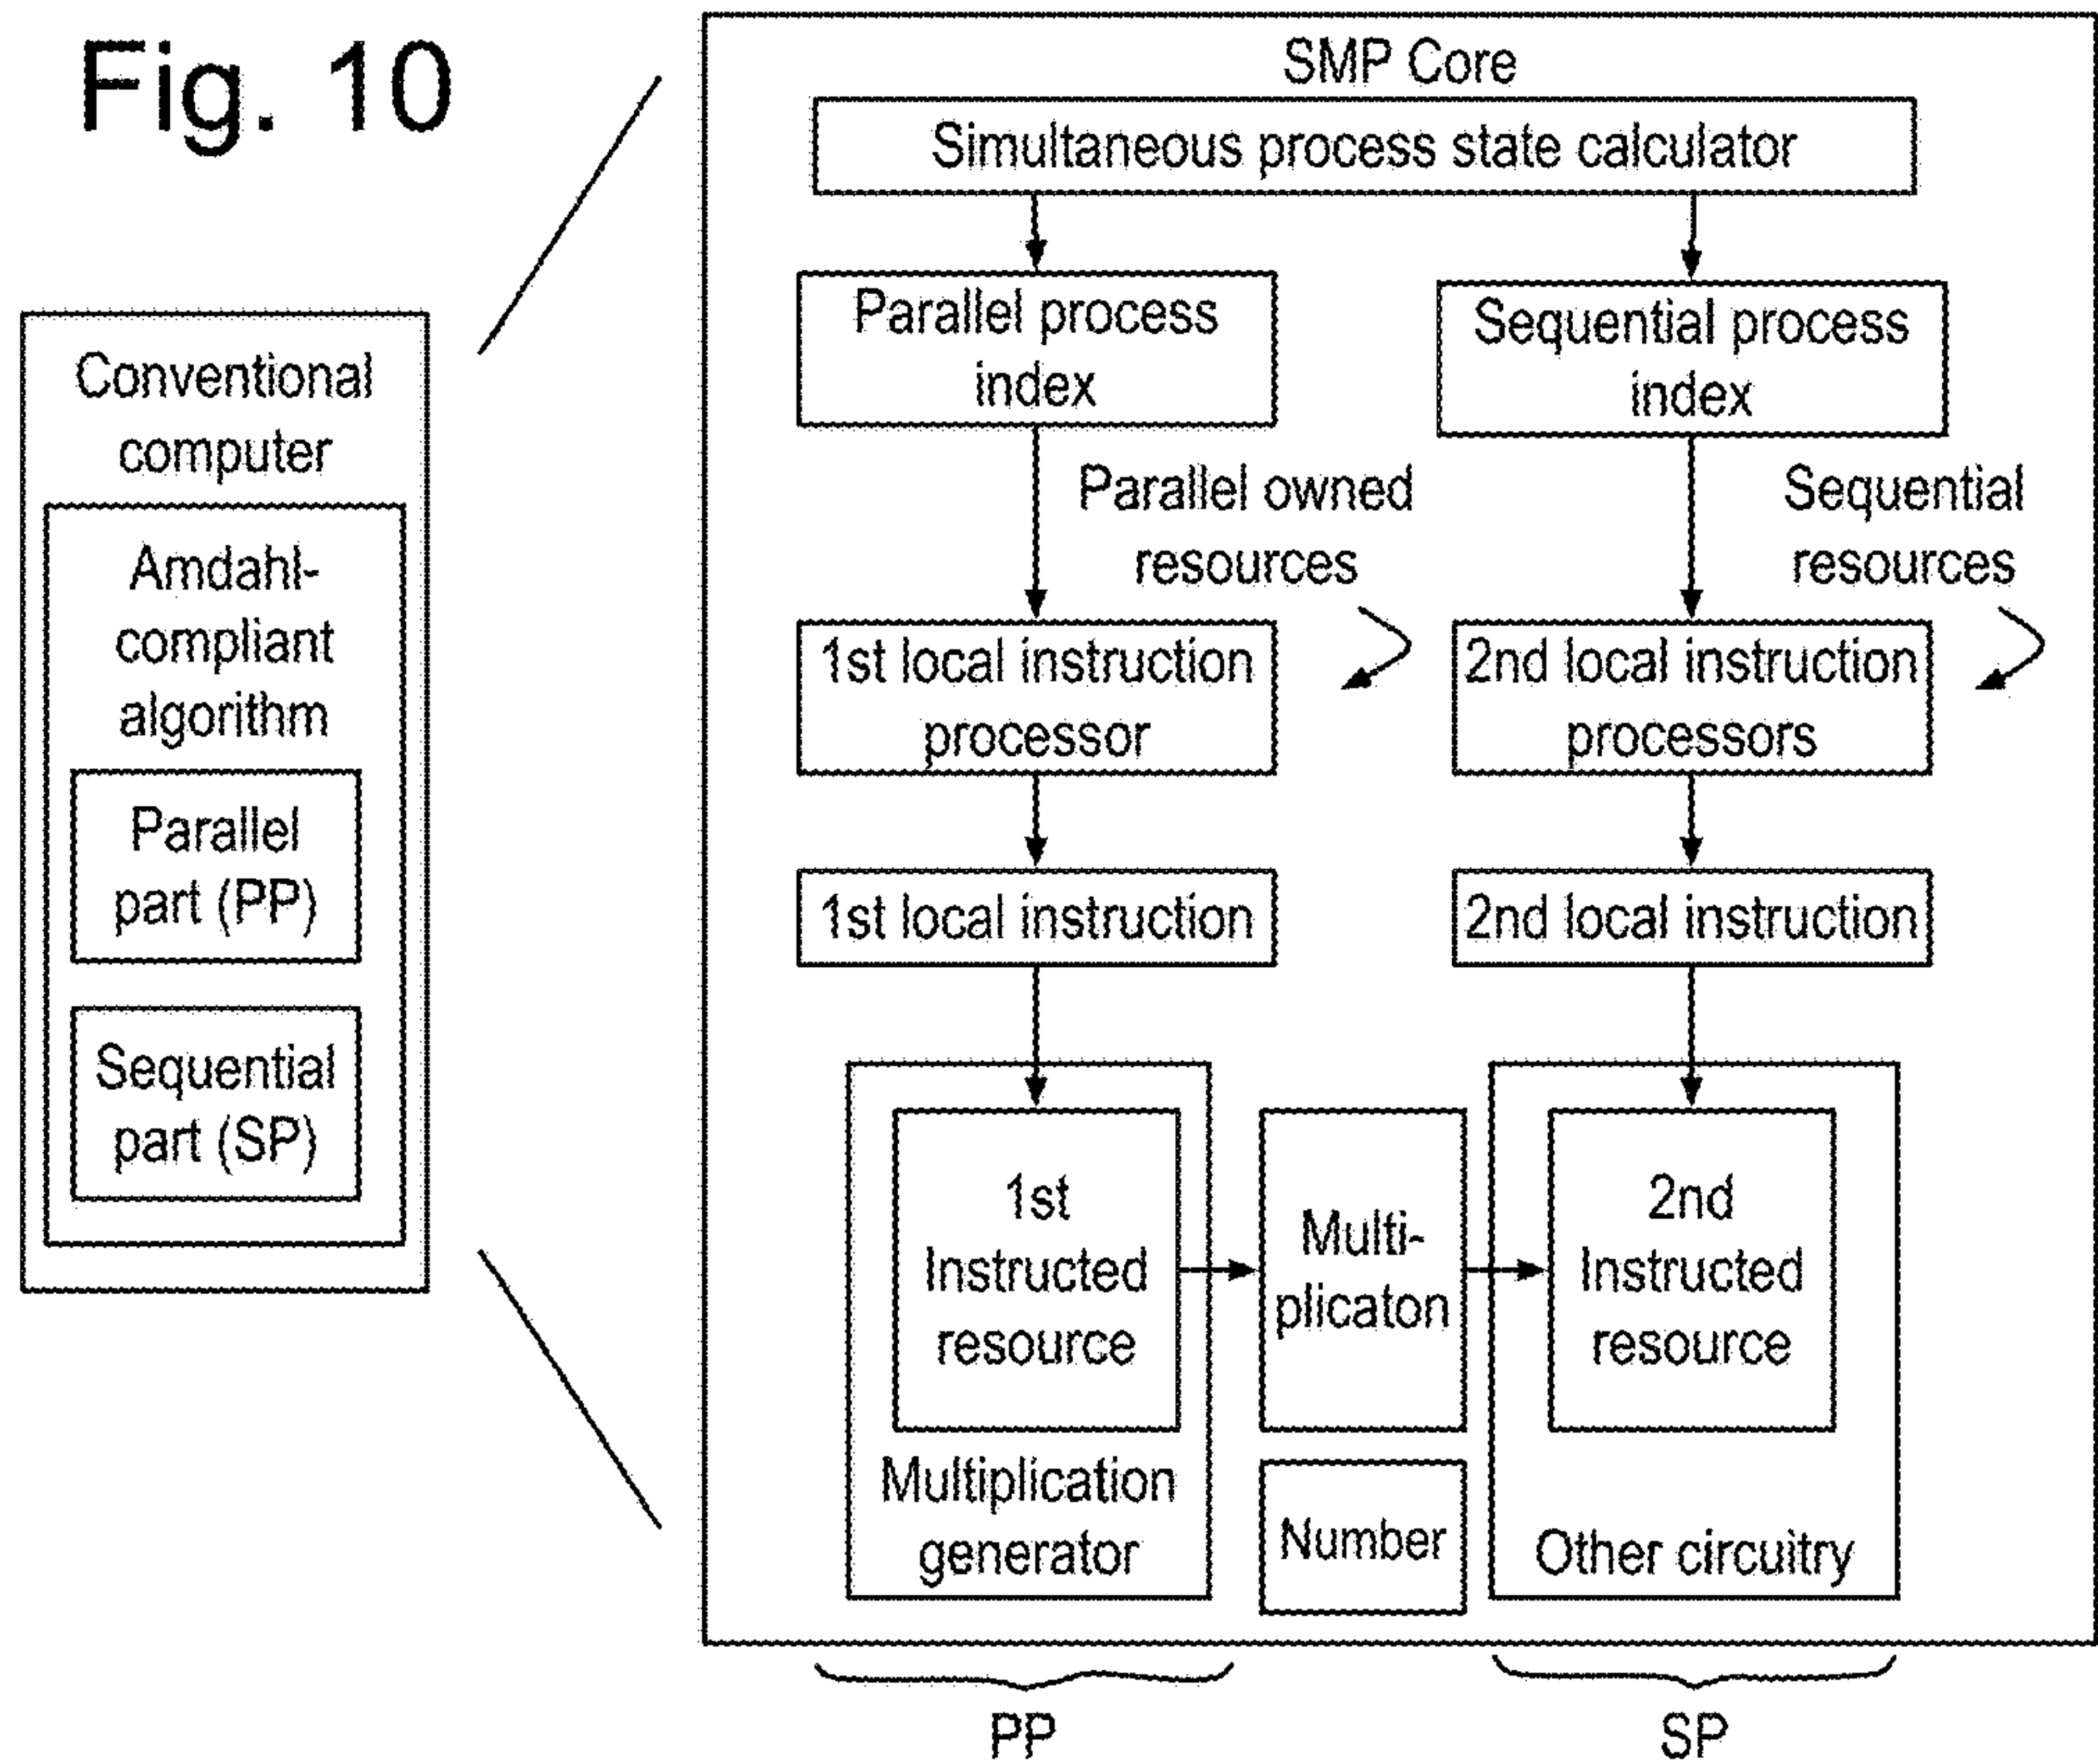 Fig. 10
Conventional
computer
Amdahl-
compliant
algorithm
Parallel
part (PP)
Sequential
part (SP)
SMP Core
Simultaneous process state calculator
Parallel process
index
Sequential process
index
Parallel owned
resources
Sequential
resources
1st local instruction
processor
2nd local instruction
processors
1st local instruction
2nd local instruction
1st
Instructed
resource
Multiplication
generator
Multi-
plicaton
Number
2nd
Instructed
resource
Other circuitry
PP
SP